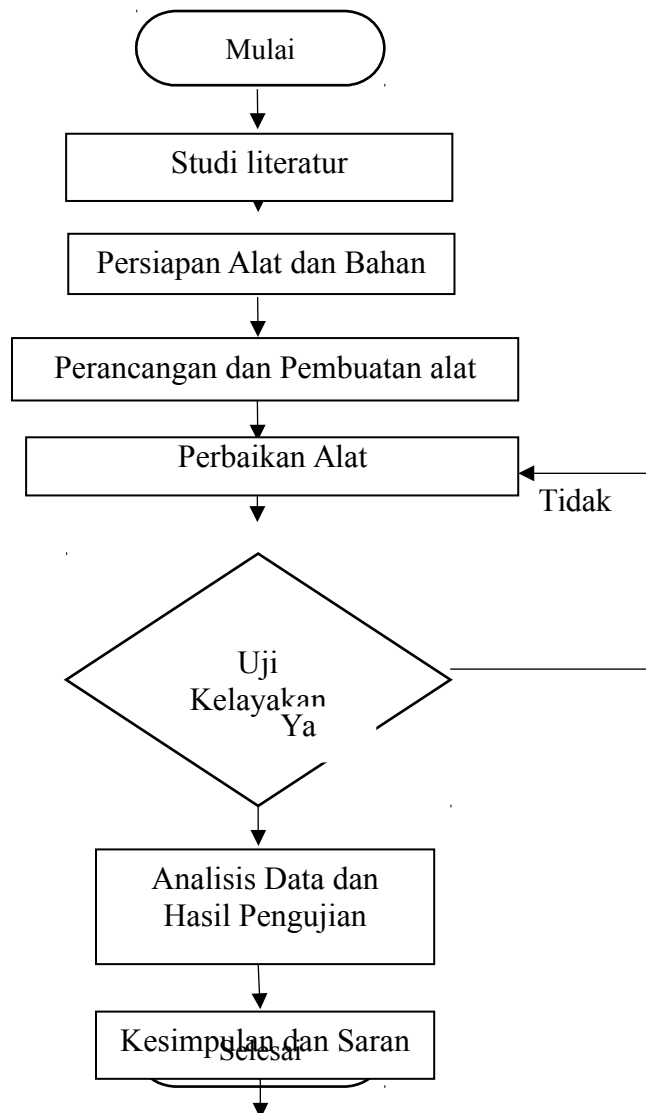 Mulai
Studi literatur
Persiapan Alat dan Bahan
Perancangan dan Pembuatan alat
Perbaikan Alat
Tidak
Uji
Kelayakan
Ya
Analisis Data dan
Hasil Pengujian
Kesimpulan dan Saran
Selesai